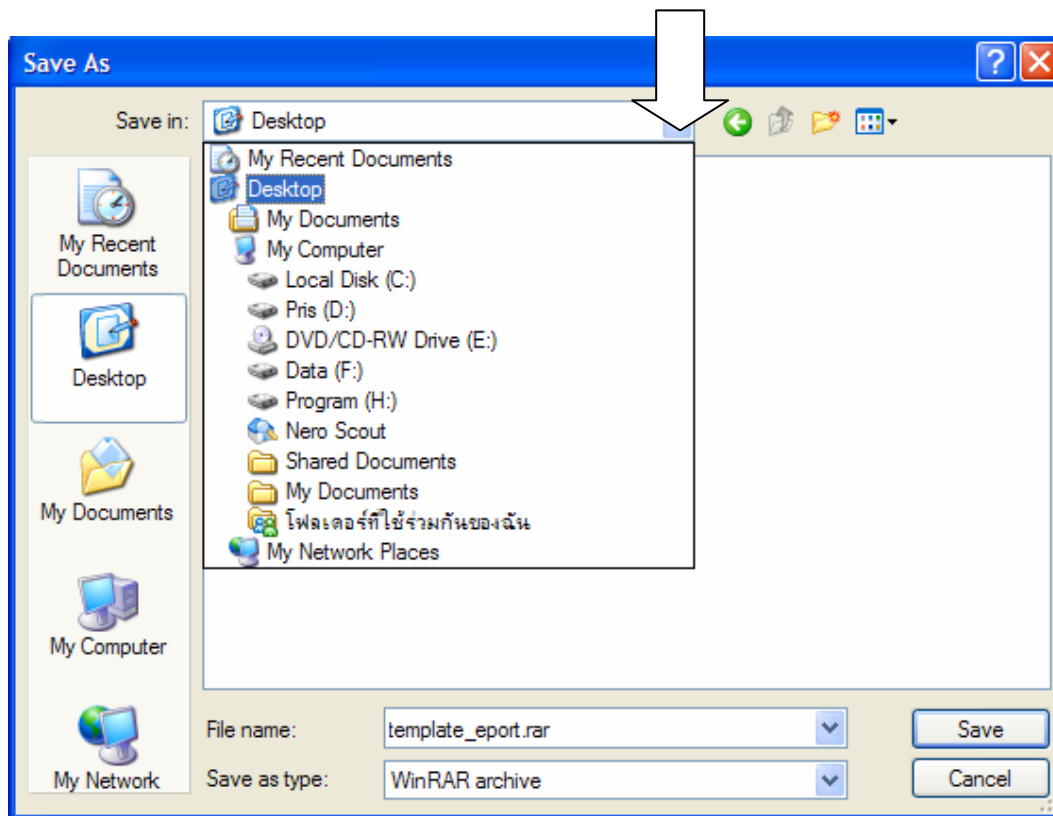 Save As
Save in:
Desktop
My Recent Documents
Desktop
My Documents
My Computer
Local Disk (C:)
Pris (D:)
DVD/CD-RW Drive (E:)
Data (F:)
Program (H:)
Nero Scout
Shared Documents
My Documents
โฟลเดอร์ที่ใช้ร่วมกันของฉัน
My Network Places
My Recent
Documents
Desktop
My Documents
My Computer
My Network
File name:
template_eport.rar
Save
Save as type:
WinRAR archive
Cancel